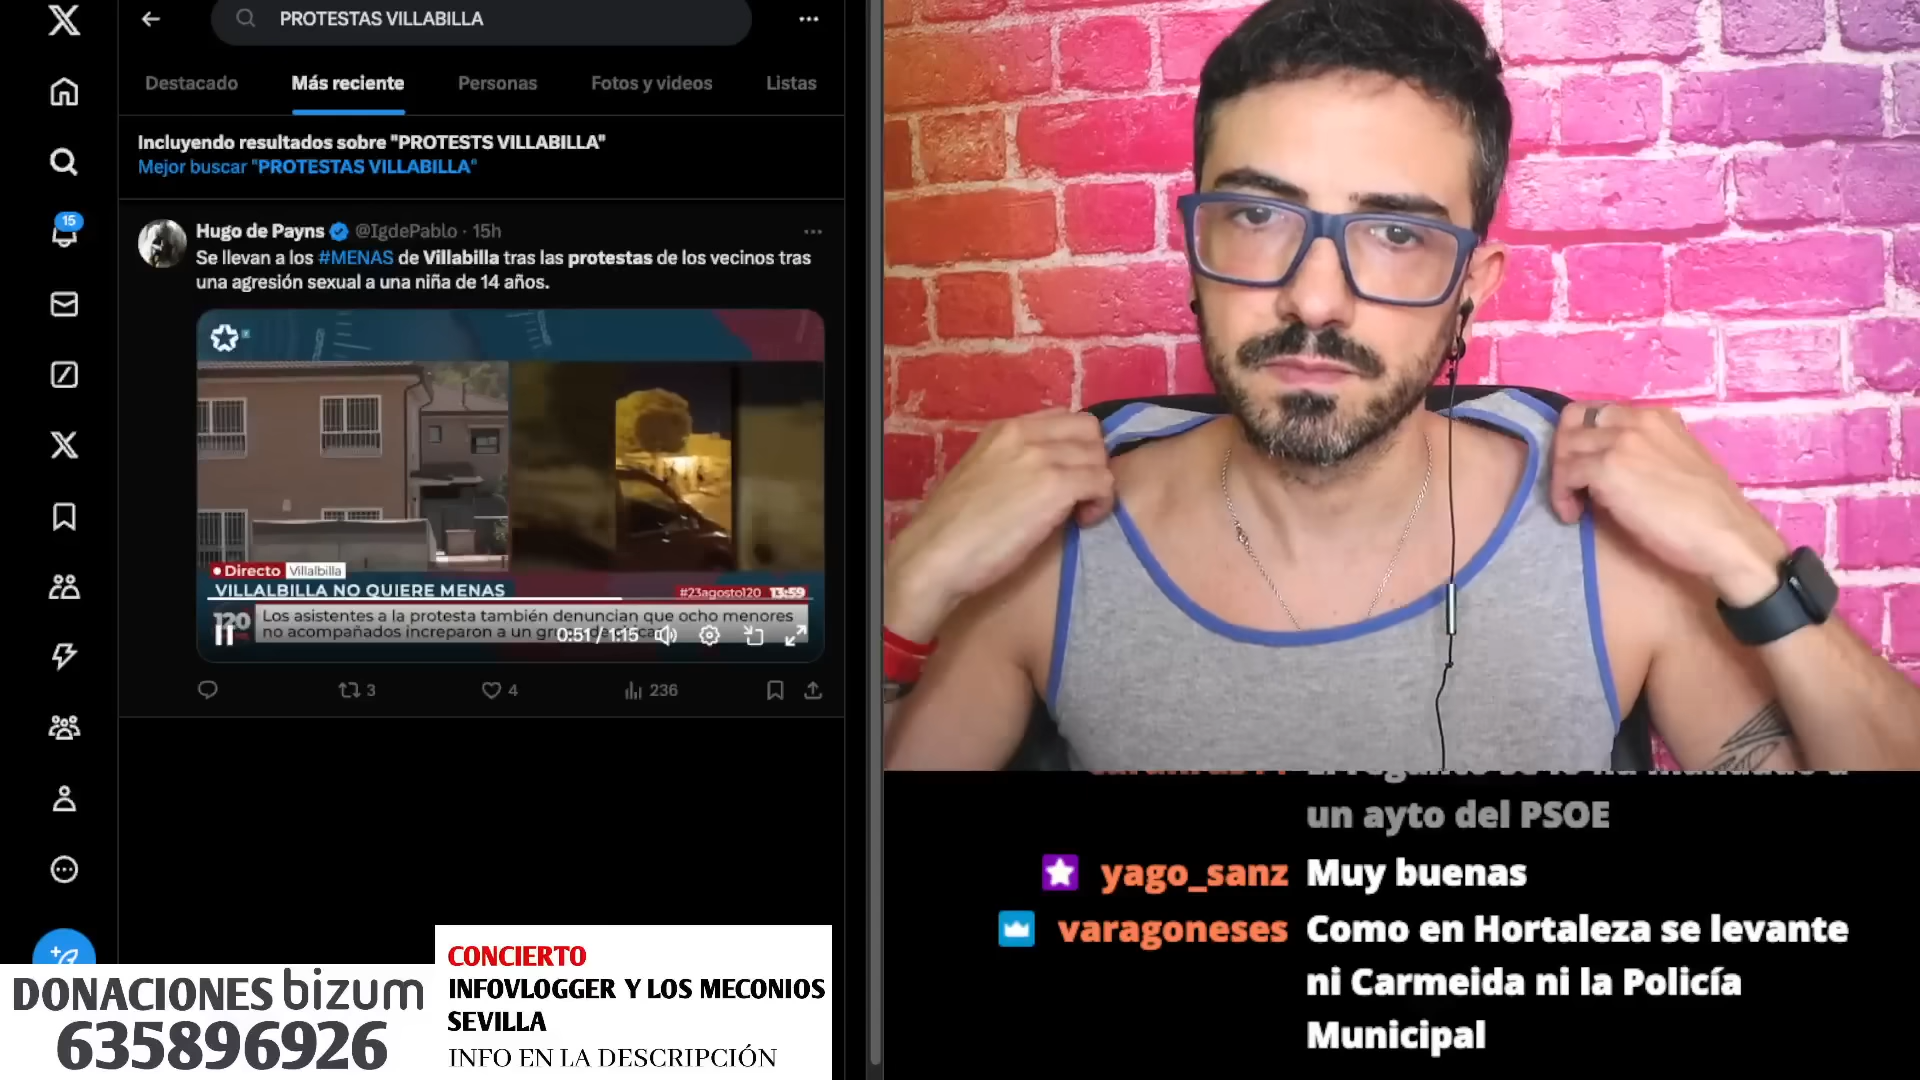 PROTESTAS VILLABILLA
Destacado
Más reciente
Personas
Fotos y videos
Listas
Incluyendo resultados sobre "PROTESTS VILLABILLA"
Mejor buscar "PROTESTAS VILLABILLA"
15
Hugo de Payns @IgdePablo · 15h
Se llevan a los #MENAS de Villabilla tras las protestas de los vecinos tras
una agresión sexual a una niña de 14 años.
Directo Villalbilla
VILLALBILLA NO QUIERE MENAS
#23agosto120 13:59
120
Los asistentes a la protesta también denuncian que ocho menores
no acompañados increparon a un
0:51 / 1:15
3
4
236
DONACIONES bizum
635896926
CONCIERTO
INFOVLOGGER Y LOS MECONIOS
SEVILLA
INFO EN LA DESCRIPCIÓN
un ayto del PSOE
yago_sanz Muy buenas
varagoneses Como en Hortaleza se levante
ni Carmeida ni la Policía
Municipal